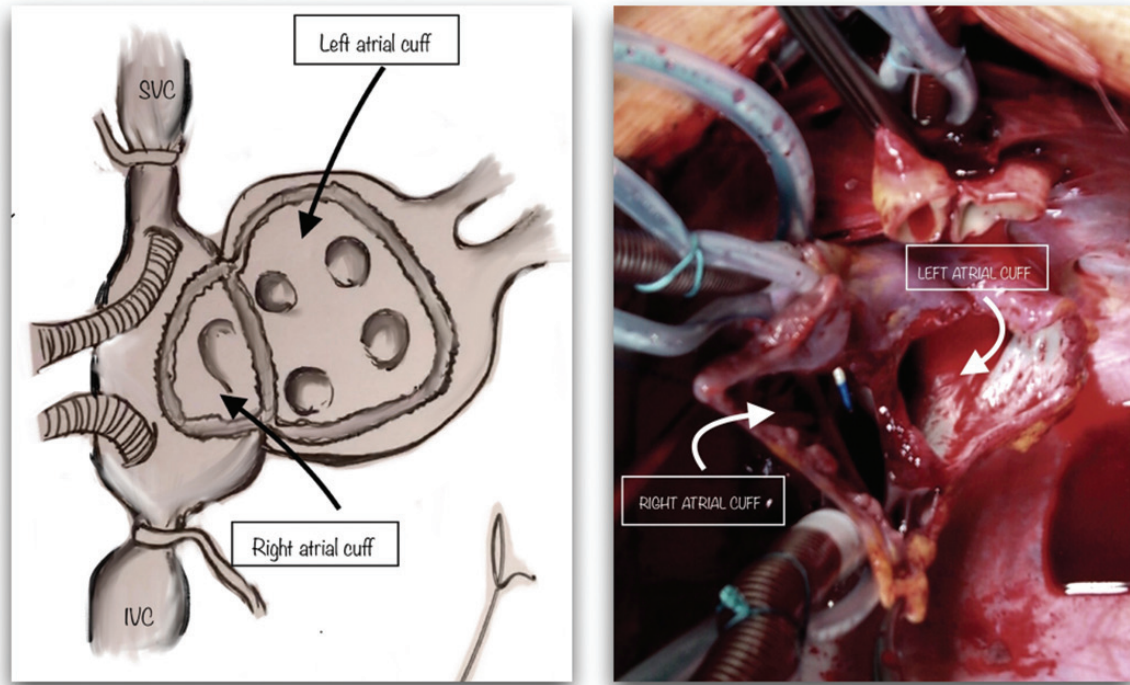 Left atrial cuff
SVC
Right atrial cuff
IVC
LEFT ATRIAL CUFF
RIGHT ATRIAL CUFF